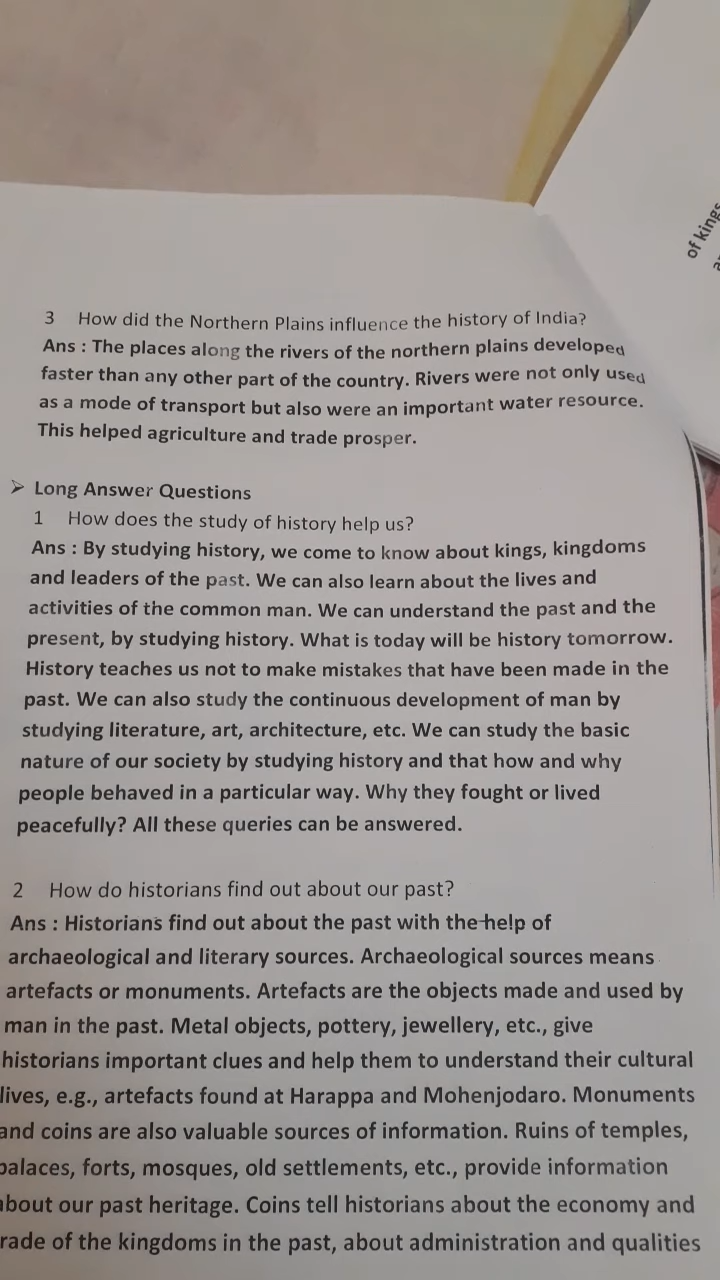 of kings
3 How did the Northern Plains influence the history of India?
Ans : The places along the rivers of the northern plains developed
faster than any other part of the country. Rivers were not only used
as a mode of transport but also were an important water resource.
This helped agriculture and trade prosper.
➢ Long Answer Questions
1 How does the study of history help us?
Ans : By studying history, we come to know about kings, kingdoms
and leaders of the past. We can also learn about the lives and
activities of the common man. We can understand the past and the
present, by studying history. What is today will be history tomorrow.
History teaches us not to make mistakes that have been made in the
past. We can also study the continuous development of man by
studying literature, art, architecture, etc. We can study the basic
nature of our society by studying history and that how and why
people behaved in a particular way. Why they fought or lived
peacefully? All these queries can be answered.
2 How do historians find out about our past?
Ans : Historians find out about the past with the help of
archaeological and literary sources. Archaeological sources means
artefacts or monuments. Artefacts are the objects made and used by
man in the past. Metal objects, pottery, jewellery, etc., give
historians important clues and help them to understand their cultural
lives, e.g., artefacts found at Harappa and Mohenjodaro. Monuments
and coins are also valuable sources of information. Ruins of temples,
palaces, forts, mosques, old settlements, etc., provide information
about our past heritage. Coins tell historians about the economy and
rade of the kingdoms in the past, about administration and qualities